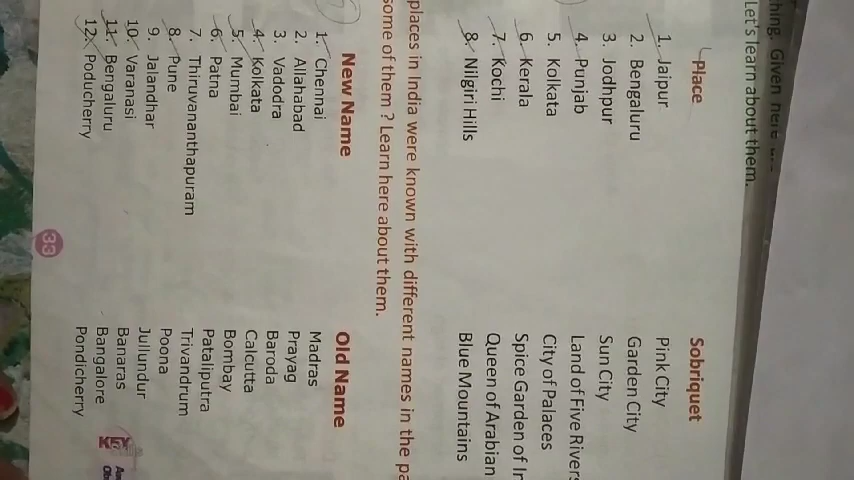 Let's learn about them.
Place Sobriquet
1. Jaipur Pink City
2. Bengaluru Garden City
3. Jodhpur Sun City
4. Punjab Land of Five Rivers
5. Kolkata City of Palaces
6. Kerala Spice Garden of
7. Kochi Queen of Arabian
8. Nilgiri Hills Blue Mountains
places in India were known with different names in the
some of them ? Learn here about them.
New Name Old Name
1. Chennai Madras
2. Allahabad Prayag
3. Vadodra Baroda
4. Kolkata Calcutta
5. Mumbai Bombay
6. Patna Pataliputra
7. Thiruvananthapuram Trivandrum
8. Pune Poona
9. Jalandhar Jullundur
10. Varanasi Banaras
11. Bengaluru Bangalore
12. Poducherry Pondicherry
33